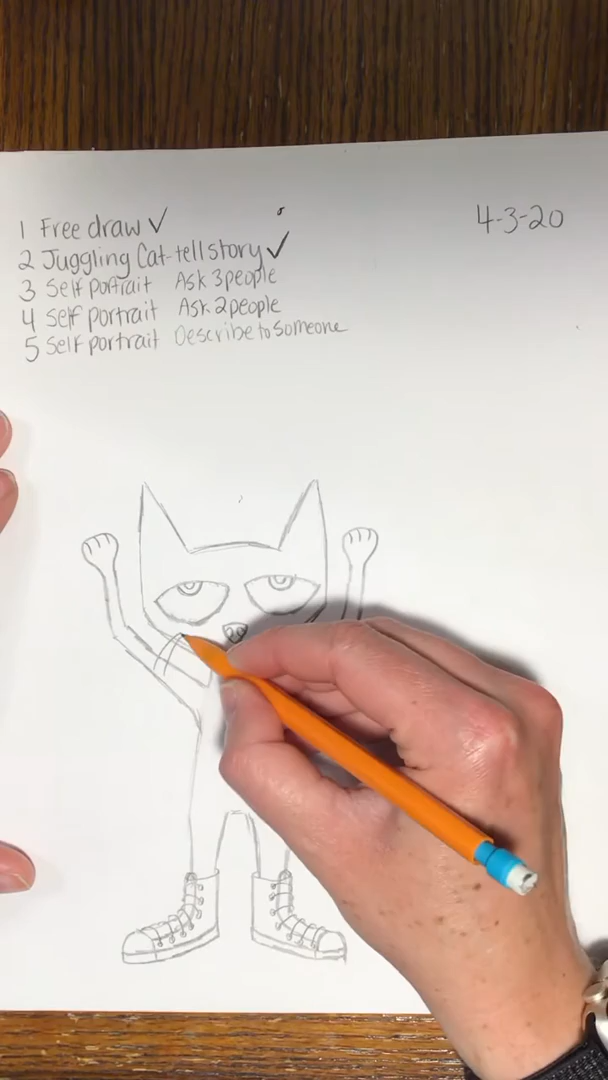 1 Free draw ✓
4-3-20
2 Juggling Cat-tell story ✓
3 Self portrait Ask 3 people
4 self portrait Ask 2 people
5 Self portrait Describe to someone